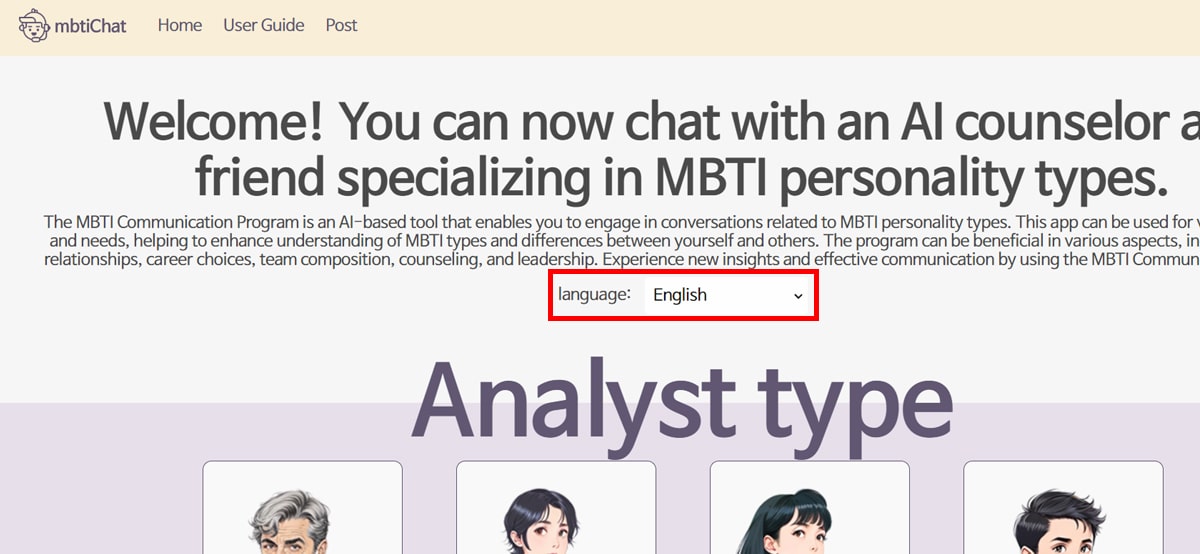 mbtiChat Home User Guide Post
Welcome! You can now chat with an AI counselor a
friend specializing in MBTI personality types.
The MBTI Communication Program is an AI-based tool that enables you to engage in conversations related to MBTI personality types. This app can be used for
and needs, helping to enhance understanding of MBTI types and differences between yourself and others. The program can be beneficial in various aspects, in
relationships, career choices, team composition, counseling, and leadership. Experience new insights and effective communication by using the MBTI Commun
language: English
Analyst type